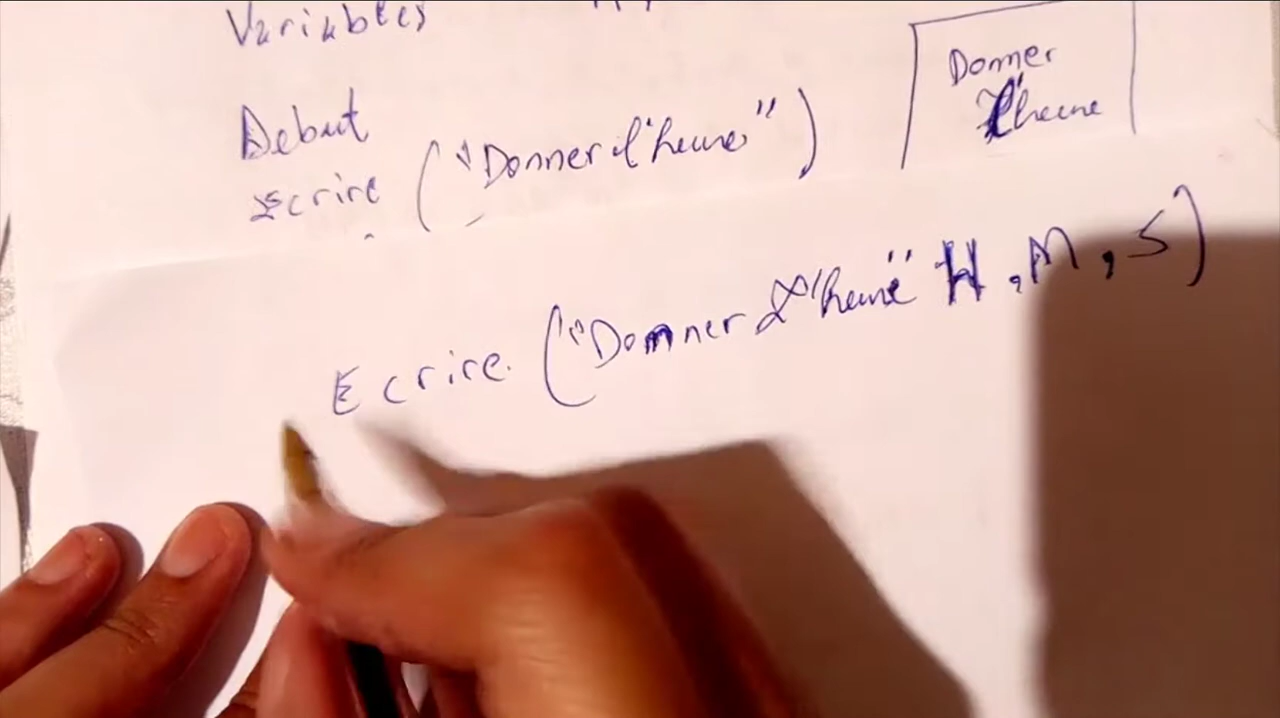 Variables
Debut
Ecrire ("Donner l'heure")
Donner
l'heure
Ecrire ("Donner l'heure" H, M, S)